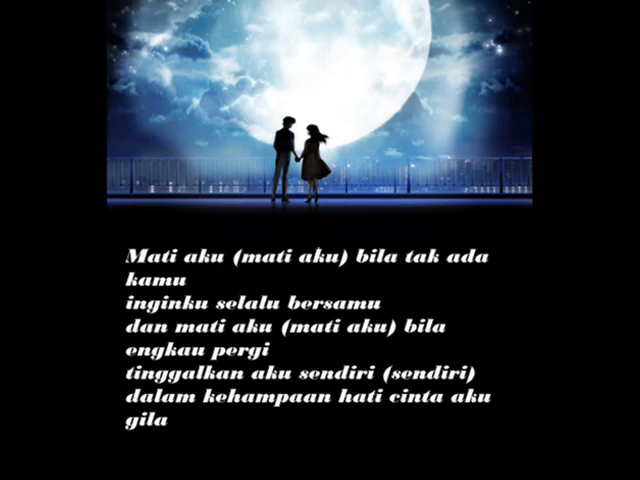 Mati aku (mati aku) bila tak ada
kamu
inginku selalu bersamu
dan mati aku (mati aku) bila
engkau pergi
tinggalkan aku sendiri (sendiri)
dalam kehampaan hati cinta aku
gila